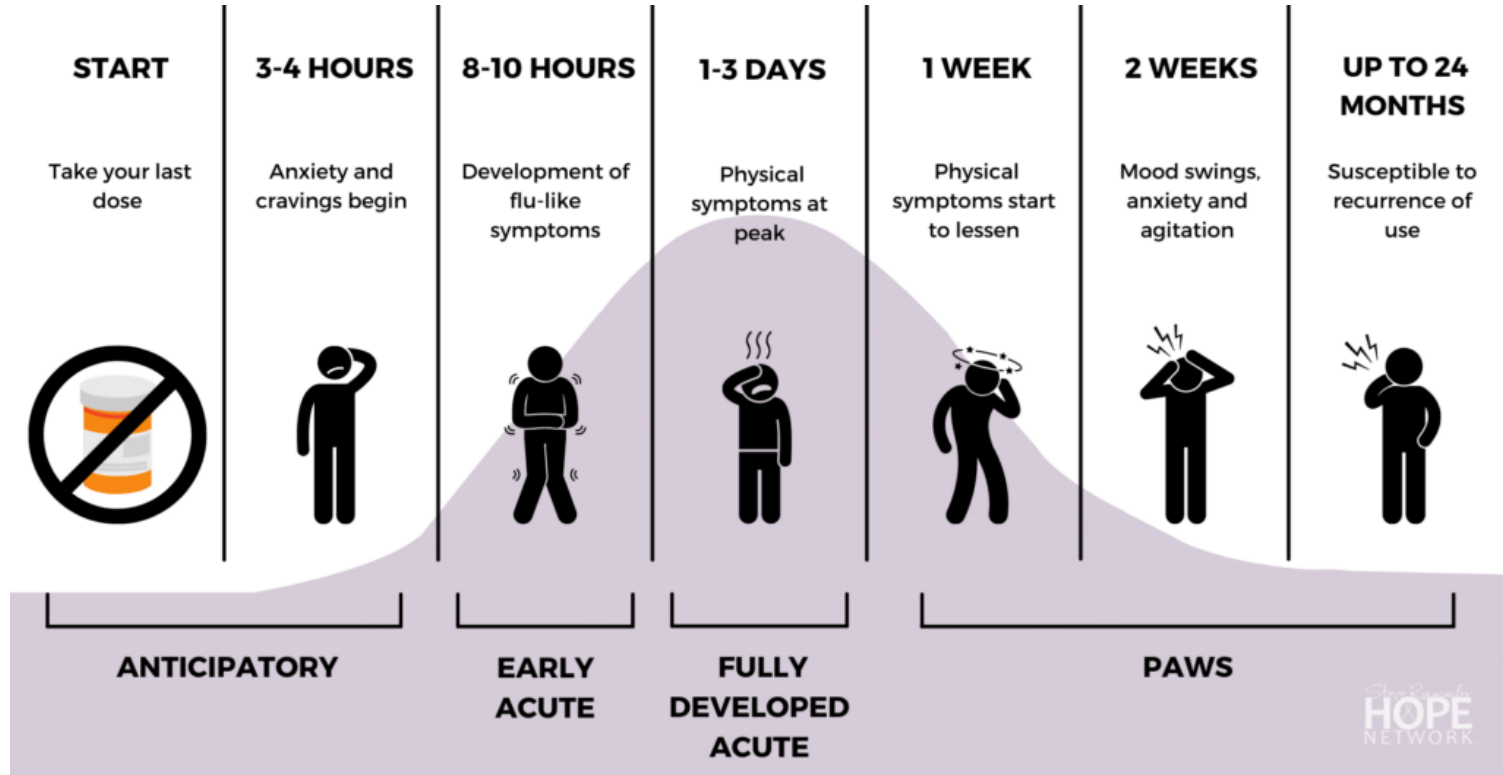 START
Take your last
dose
3-4 HOURS
Anxiety and
cravings begin
8-10 HOURS
Development of
flu-like
symptoms
1-3 DAYS
Physical
symptoms at
peak
1 WEEK
Physical
symptoms start
to lessen
2 WEEKS
Mood swings,
anxiety and
agitation
UP TO 24
MONTHS
Susceptible to
recurrence of
use
ANTICIPATORY
EARLY
ACUTE
FULLY
DEVELOPED
ACUTE
PAWS
Steve Rummler
HOPE
NETWORK